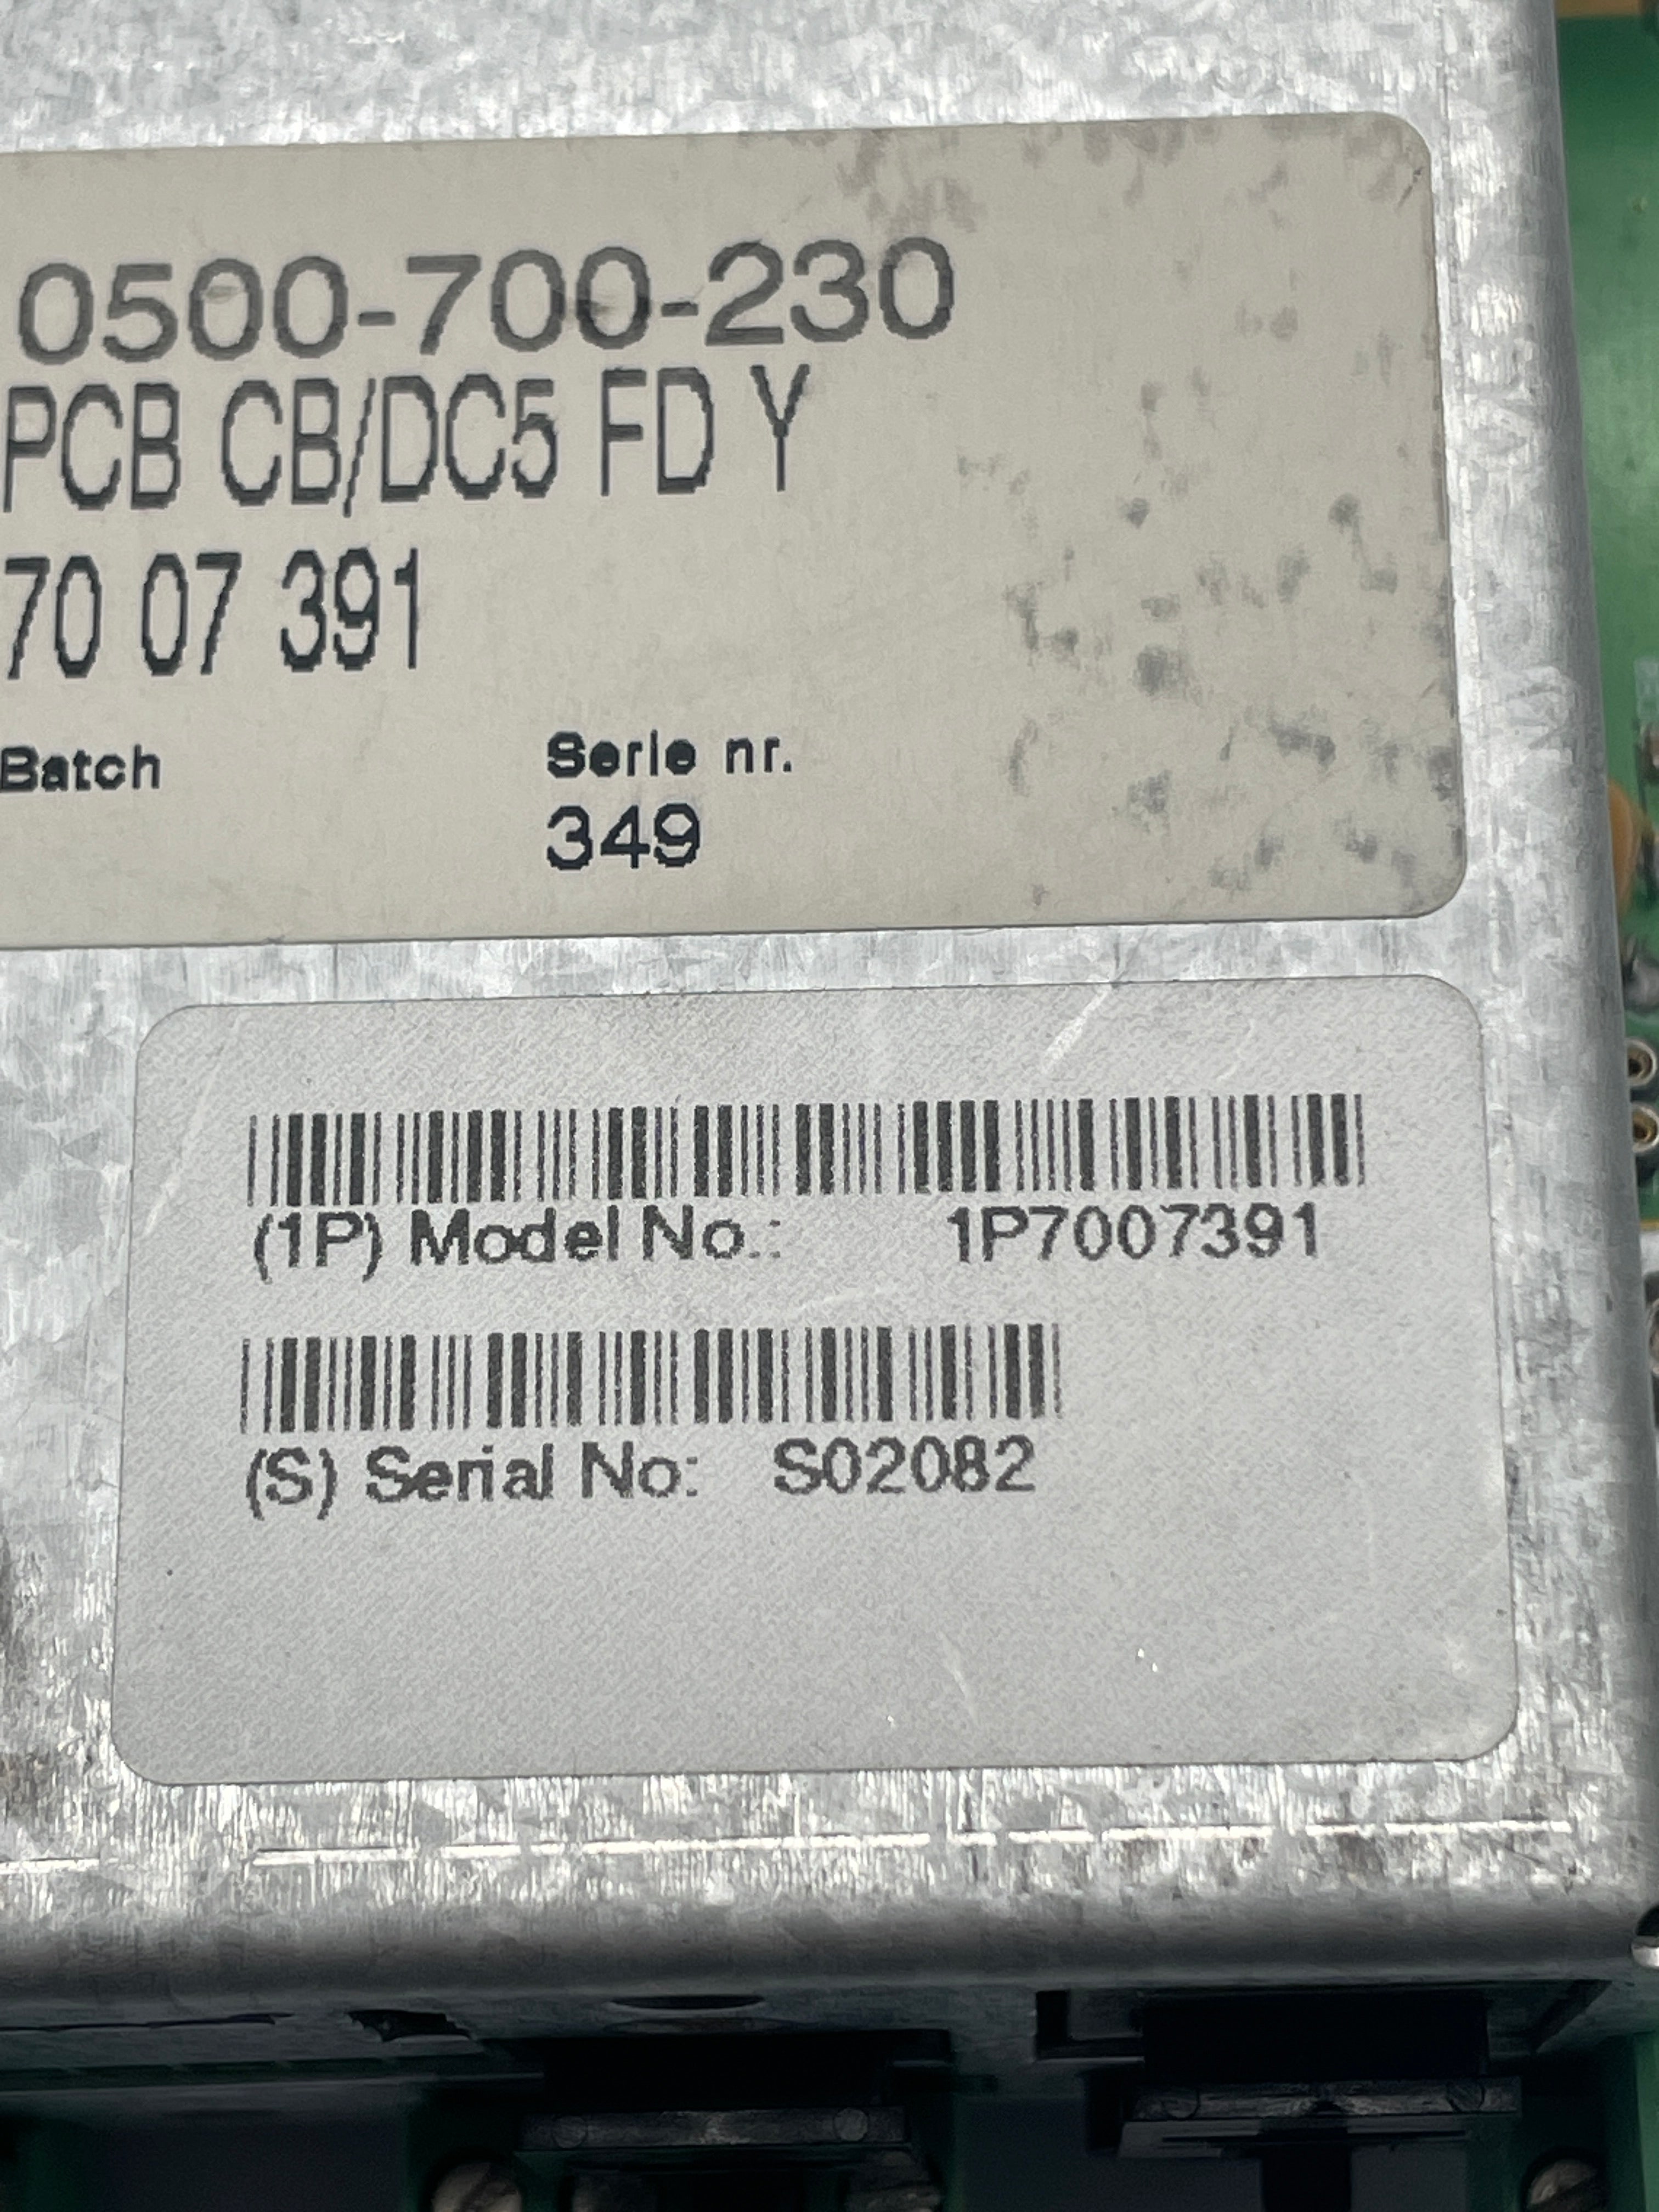 0500-700-230
PCB CB/DC5 FD Y
70 07 391
Batch Serie nr.
349
(1P) Model No.: 1P7007391
(S) Serial No: S02082